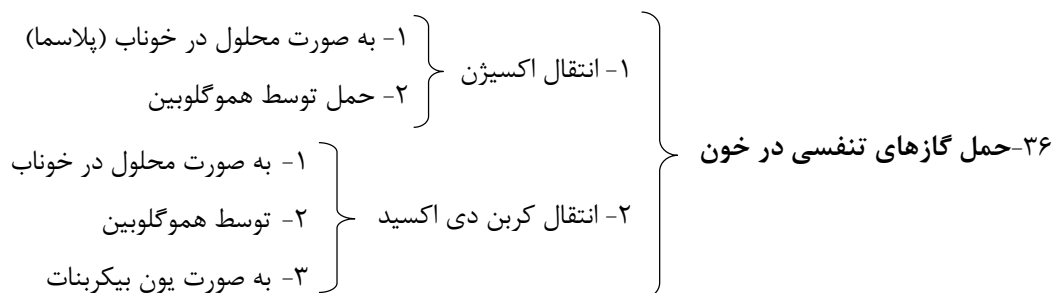 ۳۶-حمل گازهای تنفسی در خون
۱- انتقال اکسیژن
۱- به صورت محلول در خوناب (پلاسما)
۲- حمل توسط هموگلوبین
۲- انتقال کربن دی اکسید
۱- به صورت محلول در خوناب
۲- توسط هموگلوبین
۳- به صورت یون بیکربنات